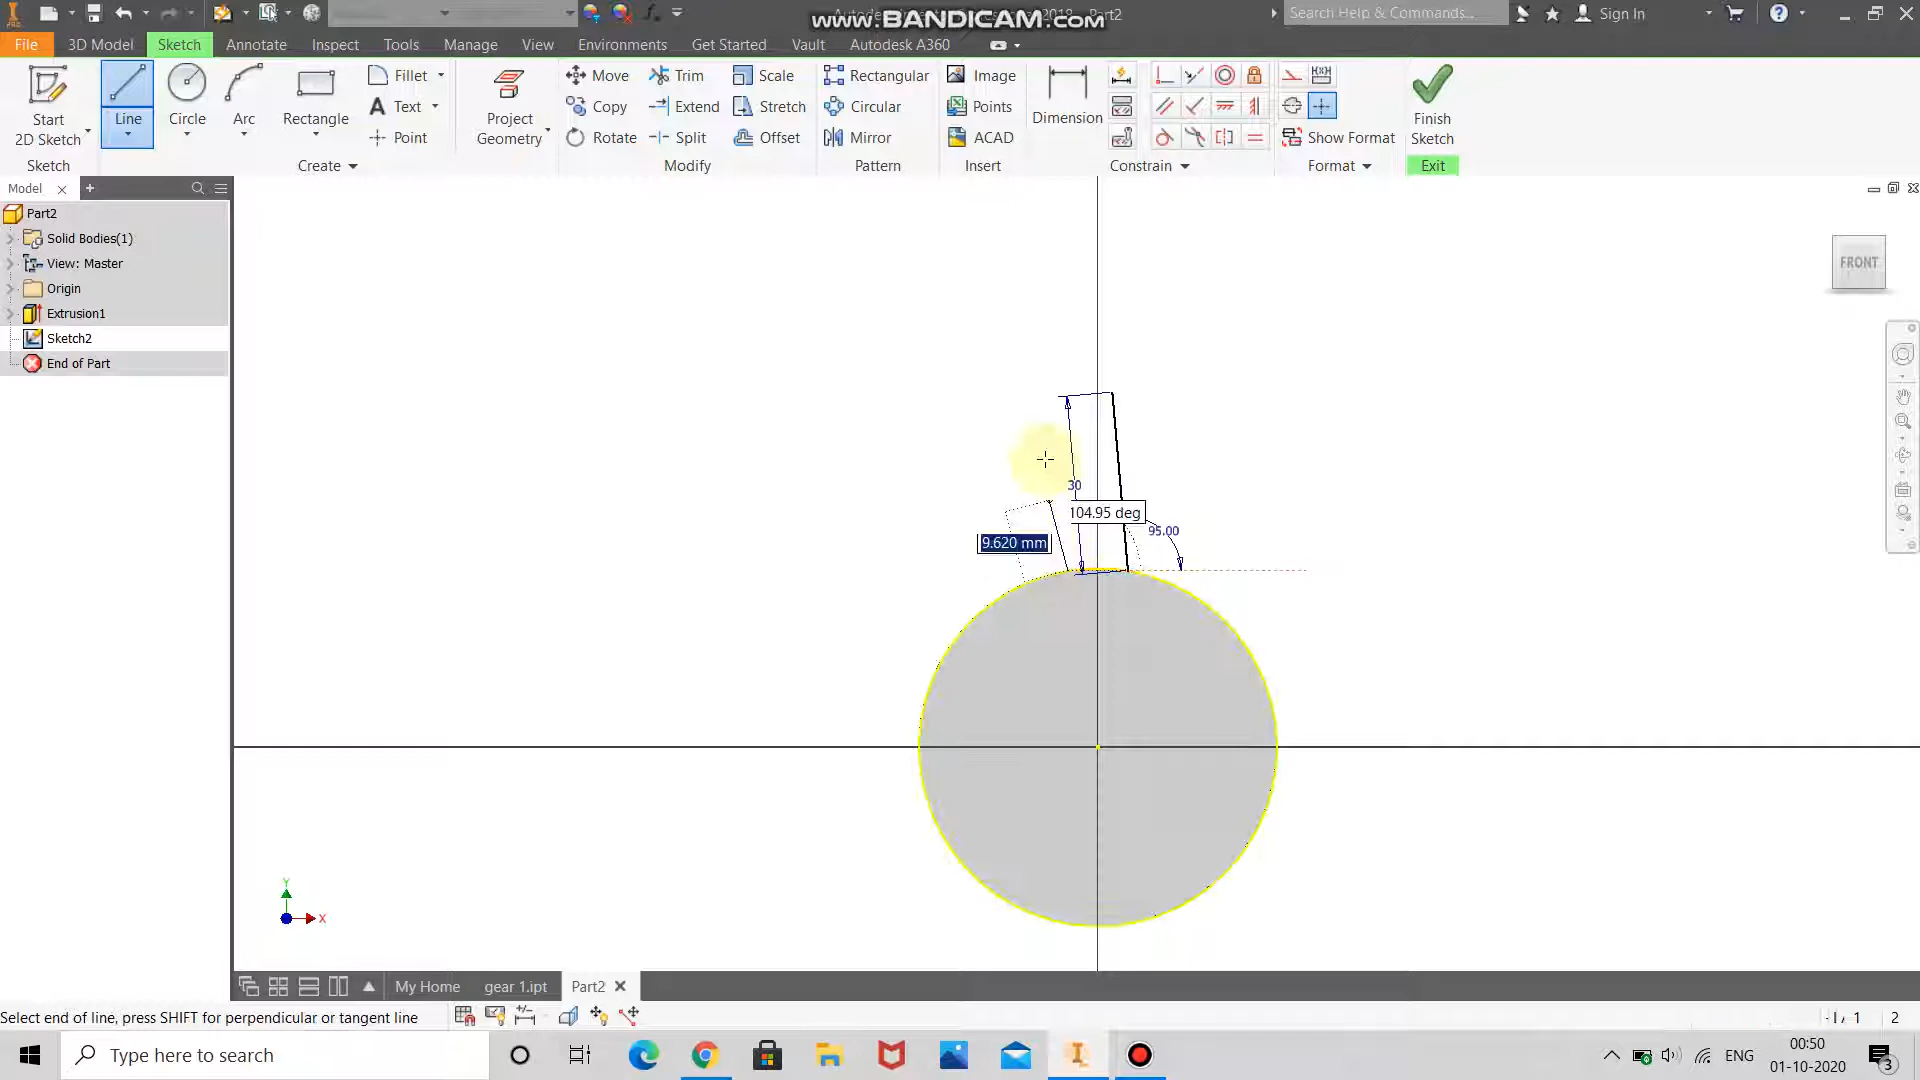 www.BANDICAM.com
Part2
Search Help & Commands...
Sign In
File
3D Model
Sketch
Annotate
Inspect
Tools
Manage
View
Environments
Get Started
Vault
Autodesk A360
Start
2D Sketch
Line
Circle
Arc
Rectangle
Fillet
Text
Point
Project
Geometry
Move
Copy
Rotate
Trim
Extend
Split
Scale
Stretch
Offset
Rectangular
Circular
Mirror
Image
Points
ACAD
Dimension
Show Format
Finish
Sketch
Sketch
Create
Modify
Pattern
Insert
Constrain
Format
Exit
Model
Part2
Solid Bodies(1)
View: Master
Origin
Extrusion1
Sketch2
End of Part
FRONT
30
104.95 deg
95.00
9.620 mm
Y
X
My Home
gear 1.ipt
Part2
Select end of line, press SHIFT for perpendicular or tangent line
1
2
Type here to search
ENG
00:50
01-10-2020
3